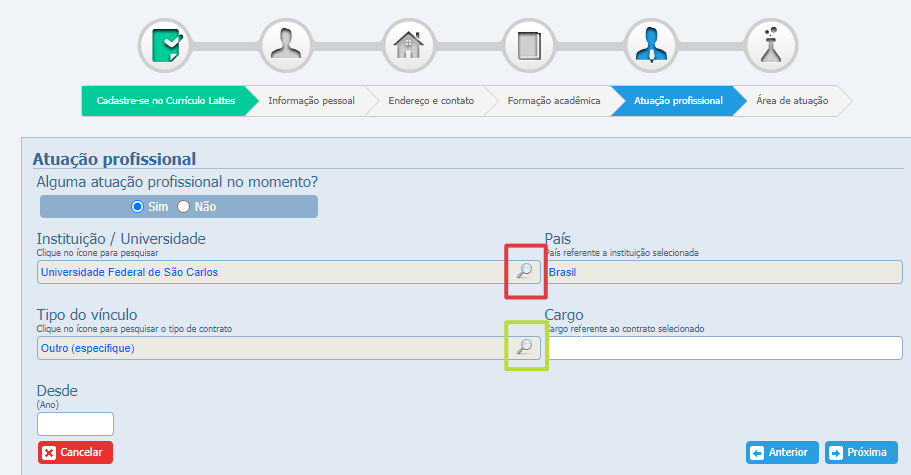 Cadastre-se no Currículo Lattes
Informação pessoal
Endereço e contato
Formação acadêmica
Atuação profissional
Área de atuação
Atuação profissional
Alguma atuação profissional no momento?
Sim Não
Instituição / Universidade
Clique no ícone para pesquisar
Universidade Federal de São Carlos
País
País referente a instituição selecionada
Brasil
Tipo do vínculo
Clique no ícone para pesquisar o tipo de contrato
Outro (especifique)
Cargo
Cargo referente ao contrato selecionado
Desde
(Ano)
Cancelar
Anterior
Próxima